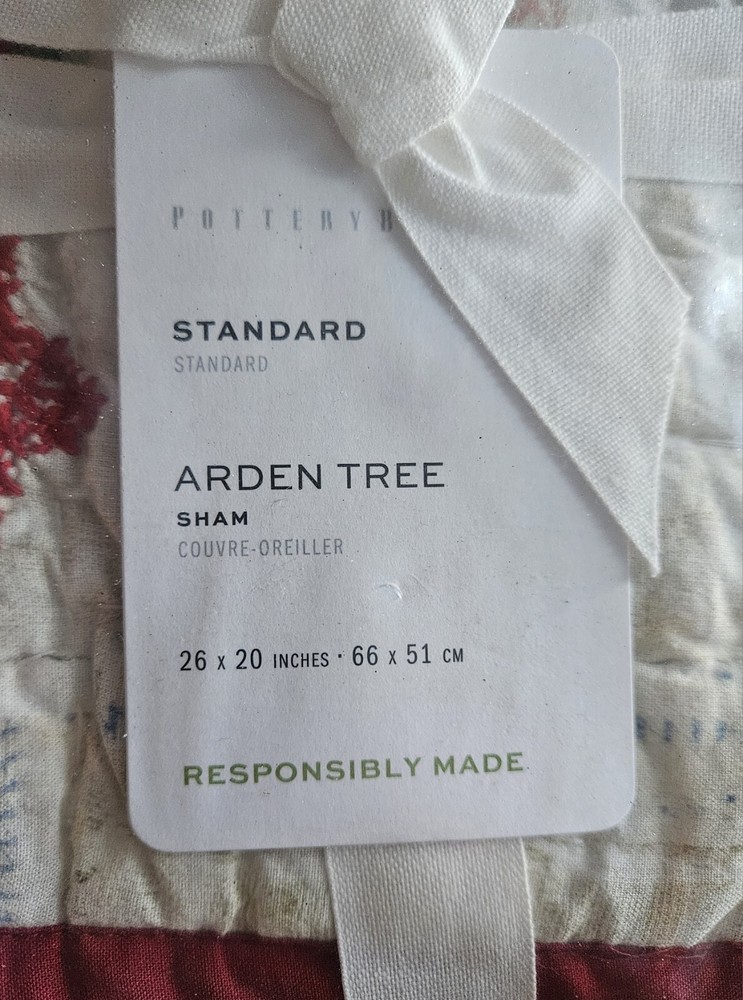 POTTERYB
STANDARD
STANDARD
ARDEN TREE
SHAM
COUVRE-OREILLER
26 x 20 INCHES · 66 x 51 CM
RESPONSIBLY MADE